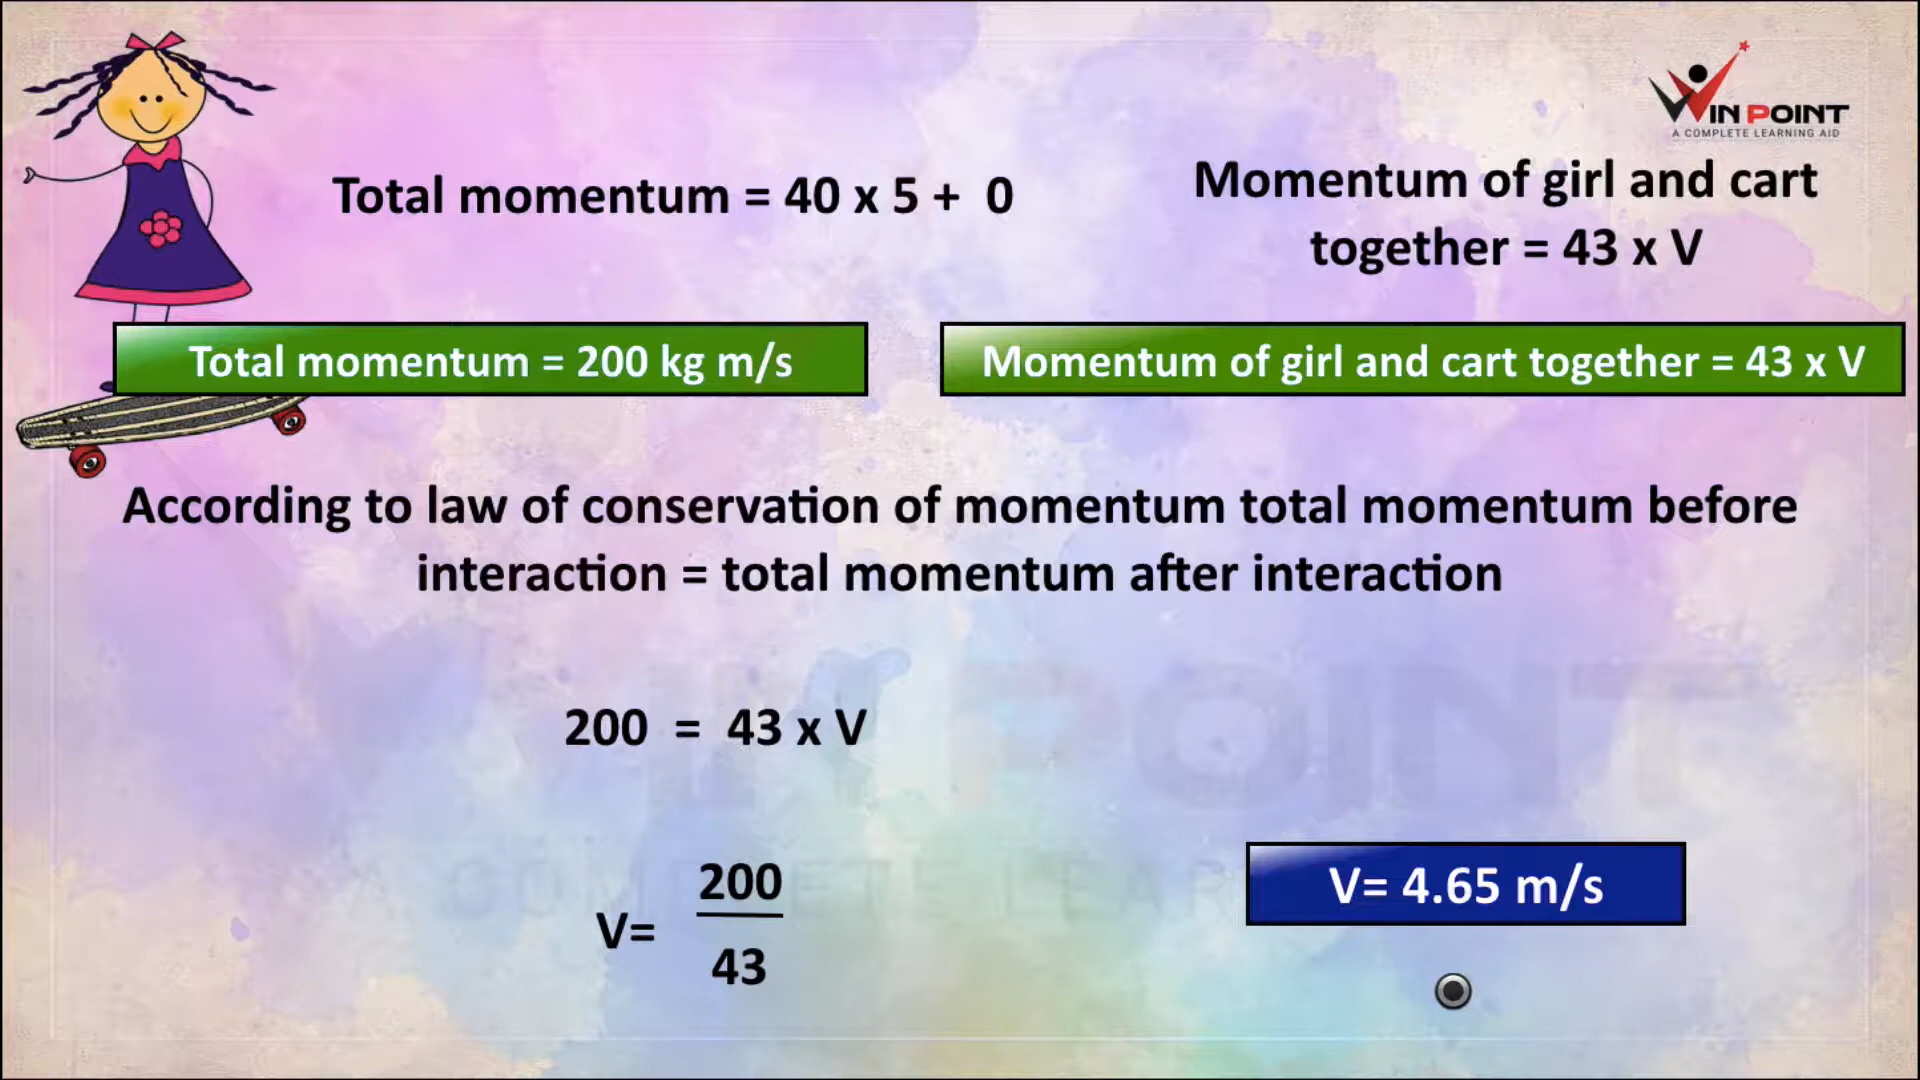 WIN POINT
A COMPLETE LEARNING AID
Total momentum = 40 x 5 + 0
Momentum of girl and cart
together = 43 x V
Total momentum = 200 kg m/s
Momentum of girl and cart together = 43 x V
According to law of conservation of momentum total momentum before
interaction = total momentum after interaction
200 = 43 x V
V= 200
43
V= 4.65 m/s